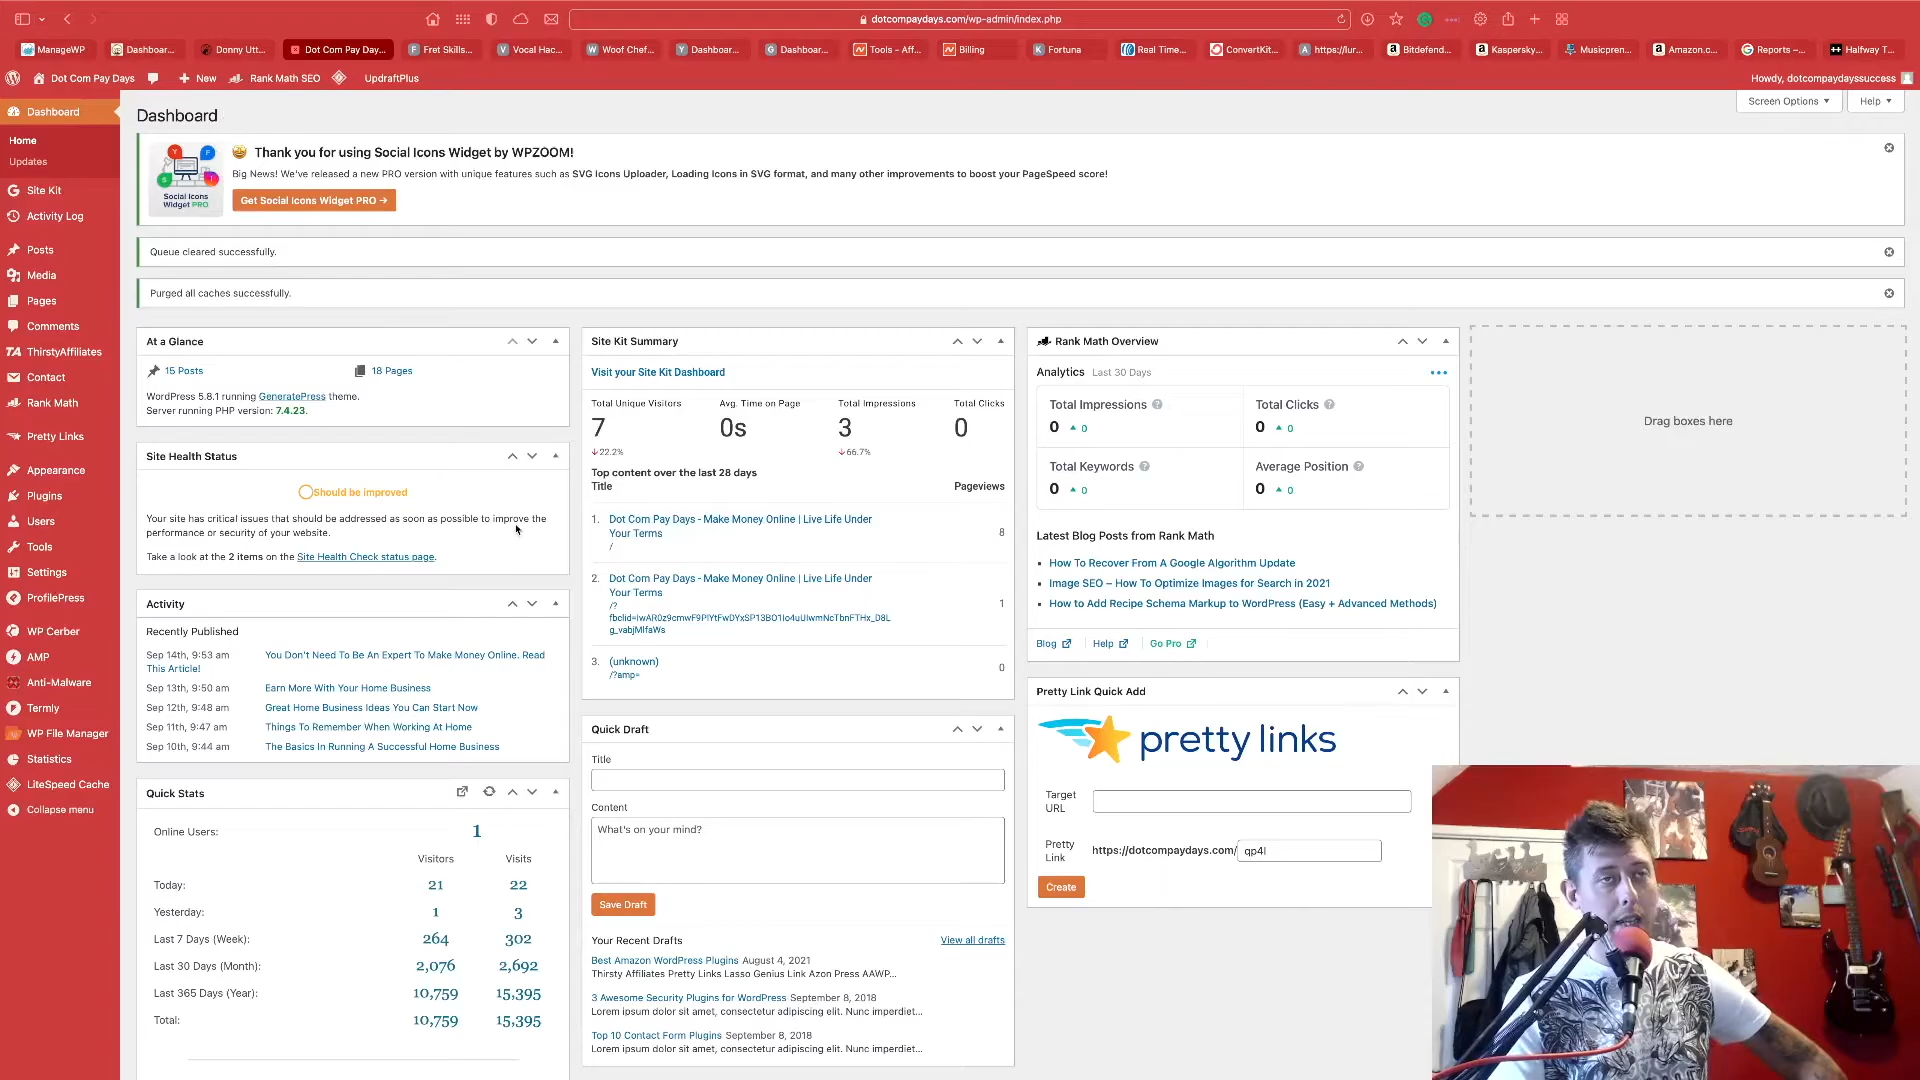 dotcompaydays.com/wp-admin/index.php
ManageWP
Dashboar...
Donny Utt...
Dot Com Pay Day...
Fret Skills...
Vocal Hac...
Woof Chef...
Dashboar...
Dashboar...
Tools – Aff...
Billing
Fortuna
Real Time...
ConvertKit...
https://lur...
Bitdefend...
Kaspersky...
Musicpren...
Amazon.c...
Reports –...
Halfway T...
Dot Com Pay Days
New
Rank Math SEO
UpdraftPlus
Howdy, dotcompaydayssuccess
Dashboard
Home
Updates
Site Kit
Activity Log
Posts
Media
Pages
Comments
TA ThirstyAffiliates
Contact
Rank Math
Pretty Links
Appearance
Plugins
Users
Tools
Settings
ProfilePress
WP Cerber
AMP
Anti-Malware
Termly
WP File Manager
Statistics
LiteSpeed Cache
Collapse menu
Screen Options
Help
Dashboard
Social Icons
Widget PRO
Thank you for using Social Icons Widget by WPZOOM!
Big News! We've released a new PRO version with unique features such as SVG Icons Uploader, Loading Icons in SVG format, and many other improvements to boost your PageSpeed score!
Get Social Icons Widget PRO →
Queue cleared successfully.
Purged all caches successfully.
At a Glance
15 Posts
18 Pages
WordPress 5.8.1 running GeneratePress theme.
Server running PHP version: 7.4.23.
Site Health Status
Should be improved
Your site has critical issues that should be addressed as soon as possible to improve the
performance or security of your website.
Take a look at the 2 items on the Site Health Check status page.
Activity
Recently Published
Sep 14th, 9:53 am You Don't Need To Be An Expert To Make Money Online. Read
This Article!
Sep 13th, 9:50 am Earn More With Your Home Business
Sep 12th, 9:48 am Great Home Business Ideas You Can Start Now
Sep 11th, 9:47 am Things To Remember When Working At Home
Sep 10th, 9:44 am The Basics In Running A Successful Home Business
Quick Stats
Online Users: 1
Visitors Visits
Today: 21 22
Yesterday: 1 3
Last 7 Days (Week): 264 302
Last 30 Days (Month): 2,076 2,692
Last 365 Days (Year): 10,759 15,395
Total: 10,759 15,395
Site Kit Summary
Visit your Site Kit Dashboard
Total Unique Visitors Avg. Time on Page Total Impressions Total Clicks
7 0s 3 0
22.2% 66.7%
Top content over the last 28 days
Title Pageviews
1. Dot Com Pay Days - Make Money Online | Live Life Under
Your Terms 8
/
2. Dot Com Pay Days - Make Money Online | Live Life Under
Your Terms
/? 1
fbclid=IwAR0z9cmwF9PlYtFwDYxSP13BO1Io4uUIwmNcTbnFTHx_D8L
g_vabjMlfaWs
3. (unknown) 0
/?amp=
Quick Draft
Title
Content
What's on your mind?
Save Draft
Your Recent Drafts View all drafts
Best Amazon WordPress Plugins August 4, 2021
Thirsty Affiliates Pretty Links Lasso Genius Link Azon Press AAWP...
3 Awesome Security Plugins for WordPress September 8, 2018
Lorem ipsum dolor sit amet, consectetur adipiscing elit. Nunc imperdiet...
Top 10 Contact Form Plugins September 8, 2018
Lorem ipsum dolor sit amet, consectetur adipiscing elit. Nunc imperdiet...
Rank Math Overview
Analytics Last 30 Days
Total Impressions Total Clicks
0 0 0 0
Total Keywords Average Position
0 0 0 0
Latest Blog Posts from Rank Math
How To Recover From A Google Algorithm Update
Image SEO – How To Optimize Images for Search in 2021
How to Add Recipe Schema Markup to WordPress (Easy + Advanced Methods)
Blog Help Go Pro
Pretty Link Quick Add
pretty links
Target
URL
Pretty
Link https://dotcompaydays.com/ qp4l
Create
Drag boxes here